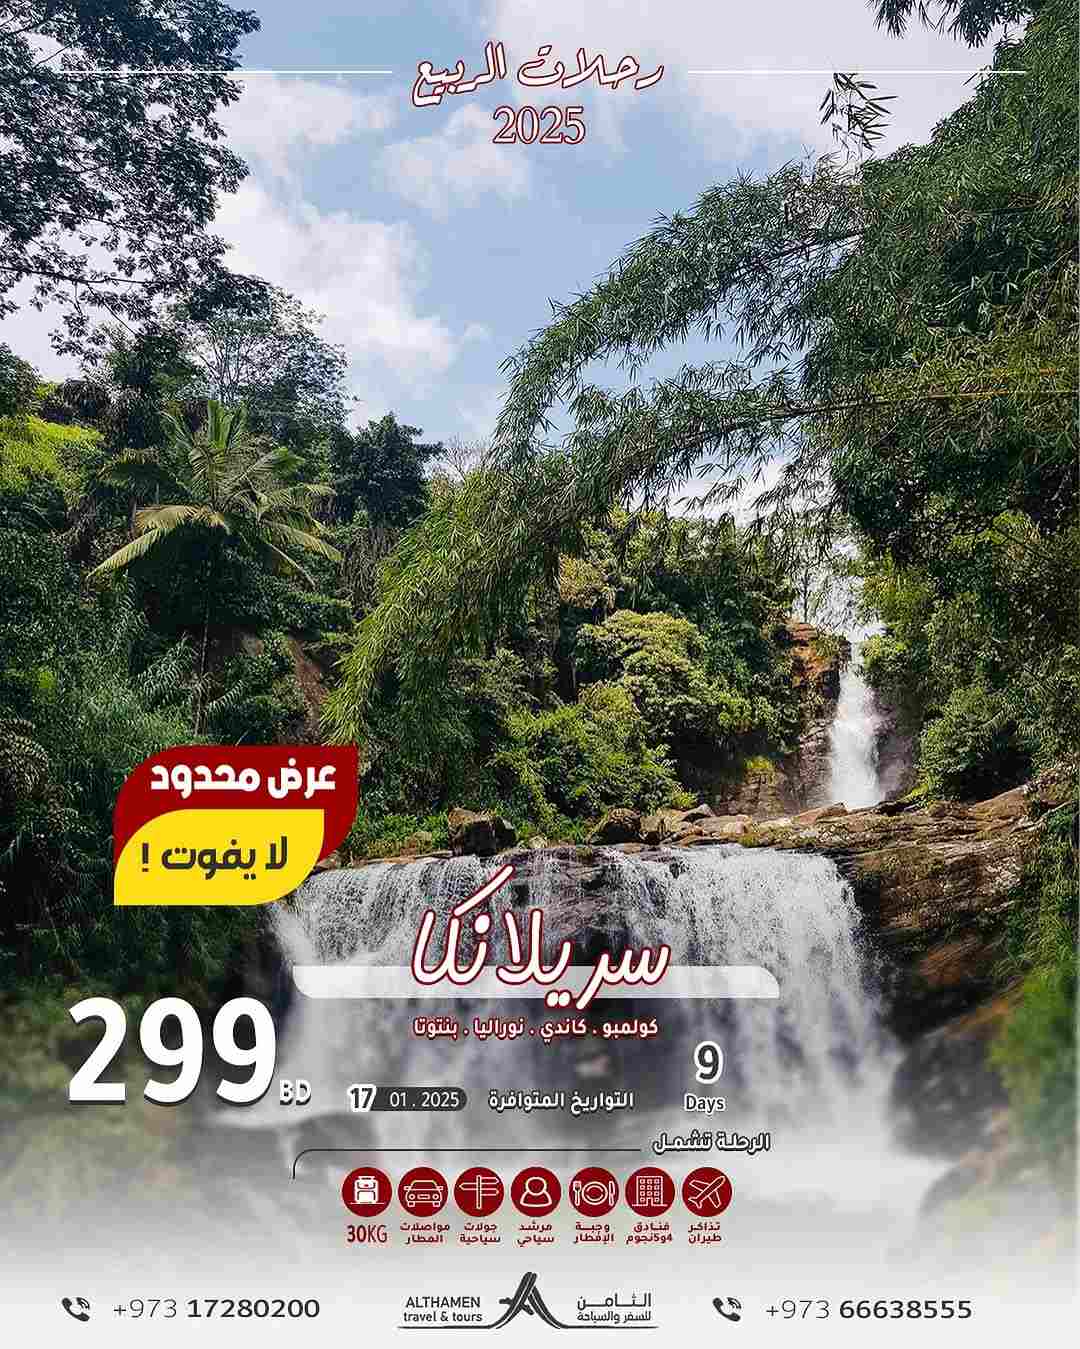 رحلات الربيع
2025
عرض محدود
لا يفوت !
سريلانكا
كولمبو . كاندي . نوراليا . بنتوتا
299 BD
9 Days
التواريخ المتوافرة
17 01 . 2025
الرحلة تشمل
تذاكر طيران
فنادق 4و5نجوم
وجبة الإفطار
مرشد سياحي
جولات سياحية
مواصلات المطار
30KG
+973 17280200
ALTHAMEN
travel & tours
الثامن
للسفر والسياحة
+973 66638555